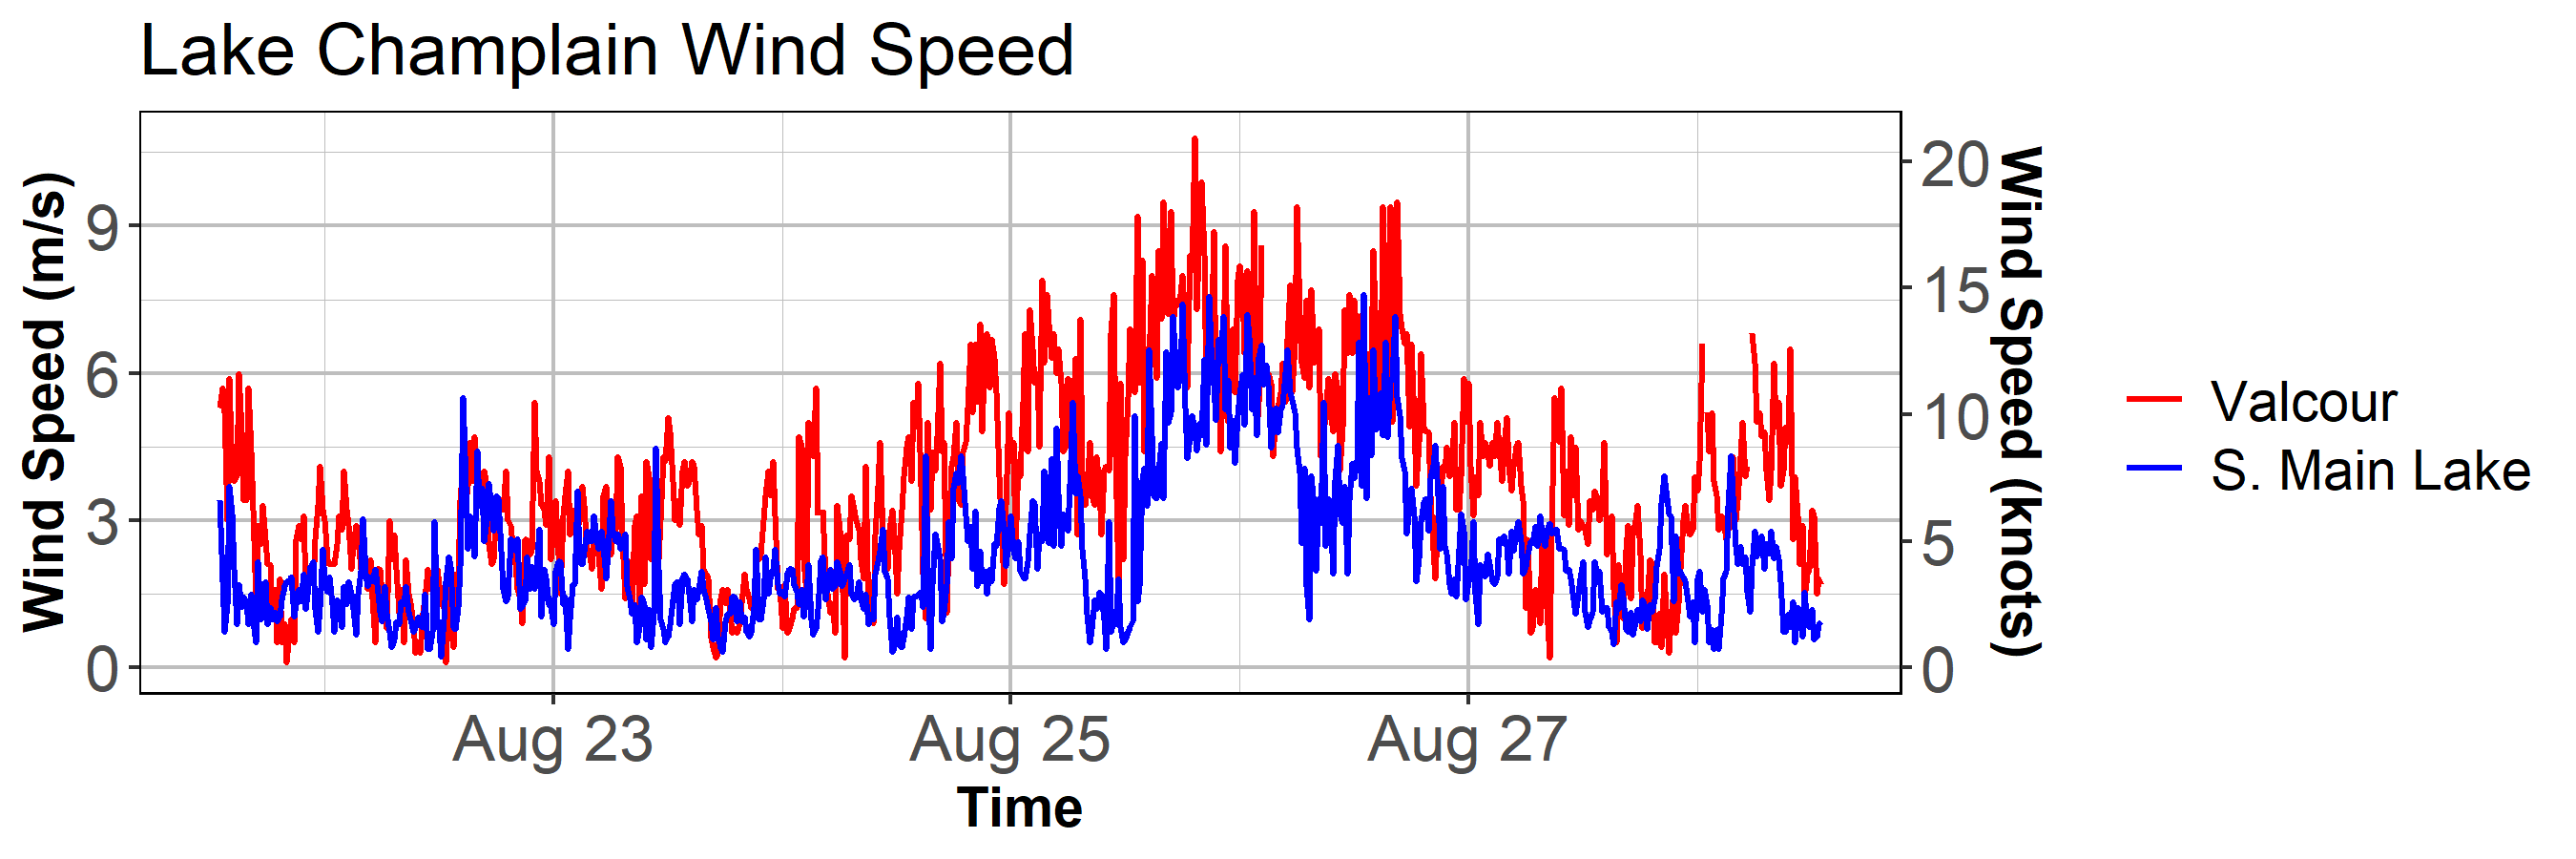 Lake Champlain Wind Speed
Wind Speed (m/s)
9
6
3
0
20
15
10
5
0
Wind Speed (knots)
Aug 23
Aug 25
Aug 27
Time
Valcour
S. Main Lake